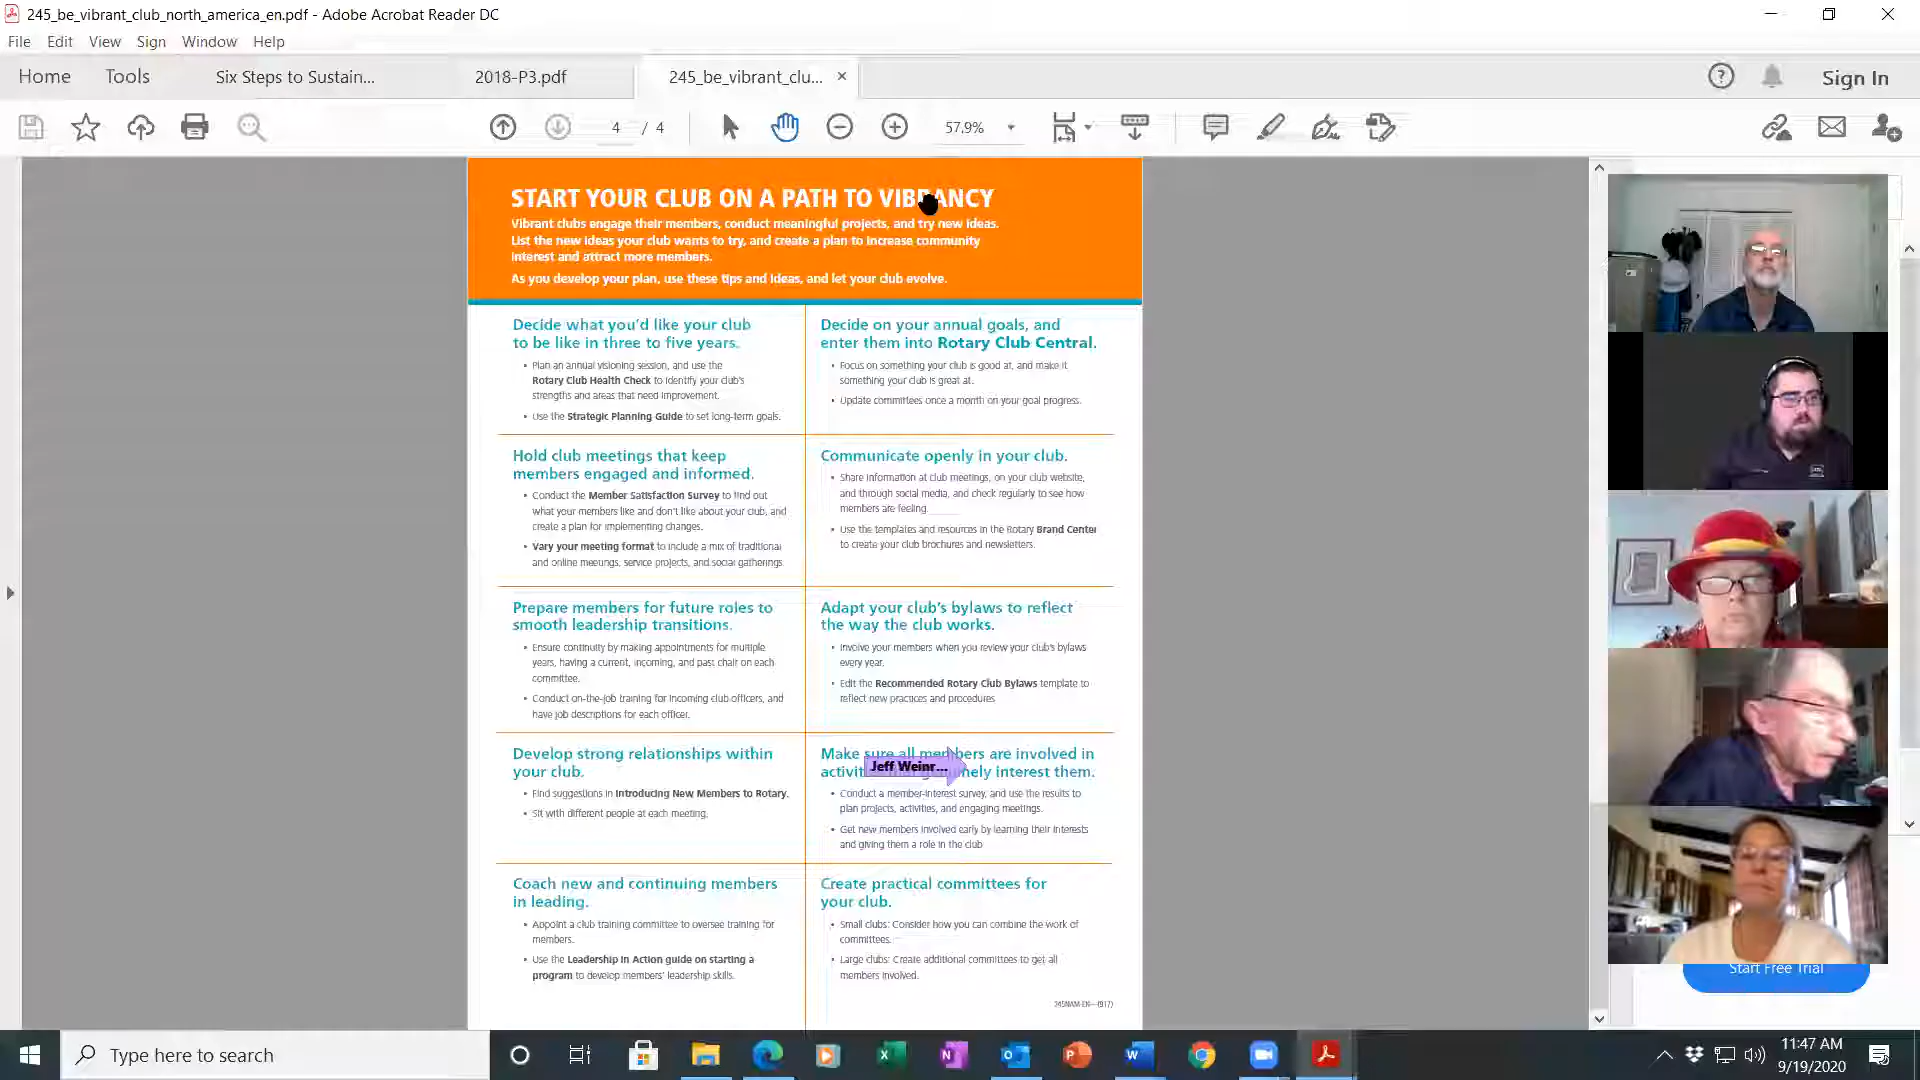 245_be_vibrant_club_north_america_en.pdf - Adobe Acrobat Reader DC
File Edit View Sign Window Help
Home Tools Six Steps to Sustain... 2018-P3.pdf 245_be_vibrant_clu... Sign In
4 / 4 57.9%
START YOUR CLUB ON A PATH TO VIBRANCY
Vibrant clubs engage their members, conduct meaningful projects, and try new ideas.
List the new ideas your club wants to try, and create a plan to increase community
interest and attract more members.
As you develop your plan, use these tips and ideas, and let your club evolve.
Decide what you'd like your club
to be like in three to five years.
• Plan an annual visioning session, and use the
Rotary Club Health Check to identify your club's
strengths and areas that need improvement.
• Use the Strategic Planning Guide to set long-term goals.
Decide on your annual goals, and
enter them into Rotary Club Central.
• Focus on something your club is good at, and make it
something your club is great at.
• Update committees once a month on your goal progress.
Hold club meetings that keep
members engaged and informed.
• Conduct the Member Satisfaction Survey to find out
what your members like and don't like about your club, and
create a plan for implementing changes.
• Vary your meeting format to include a mix of traditional
and online meetings, service projects, and social gatherings.
Communicate openly in your club.
• Share information at club meetings, on your club website,
and through social media, and check regularly to see how
members are feeling.
• Use the templates and resources in the Rotary Brand Center
to create your club brochures and newsletters.
Prepare members for future roles to
smooth leadership transitions.
• Ensure continuity by making appointments for multiple
years, having a current, incoming, and past chair on each
committee.
• Conduct on-the-job training for incoming club officers, and
have job descriptions for each officer.
Adapt your club's bylaws to reflect
the way the club works.
• Involve your members when you review your club's bylaws
every year.
• Edit the Recommended Rotary Club Bylaws template to
reflect new practices and procedures
Develop strong relationships within
your club.
• Find suggestions in Introducing New Members to Rotary.
• Sit with different people at each meeting.
Make sure all members are involved in
activit interest them.
Jeff Weinr...
• Conduct a member-interest survey, and use the results to
plan projects, activities, and engaging meetings.
• Get new members involved early by learning their interests
and giving them a role in the club
Coach new and continuing members
in leading.
• Appoint a club training committee to oversee training for
members.
• Use the Leadership in Action guide on starting a
program to develop members' leadership skills.
Create practical committees for
your club.
• Small clubs: Consider how you can combine the work of
committees.
• Large clubs: Create additional committees to get all
members involved.
245NAM-EN—(917)
Start Free Trial
Type here to search
11:47 AM
9/19/2020